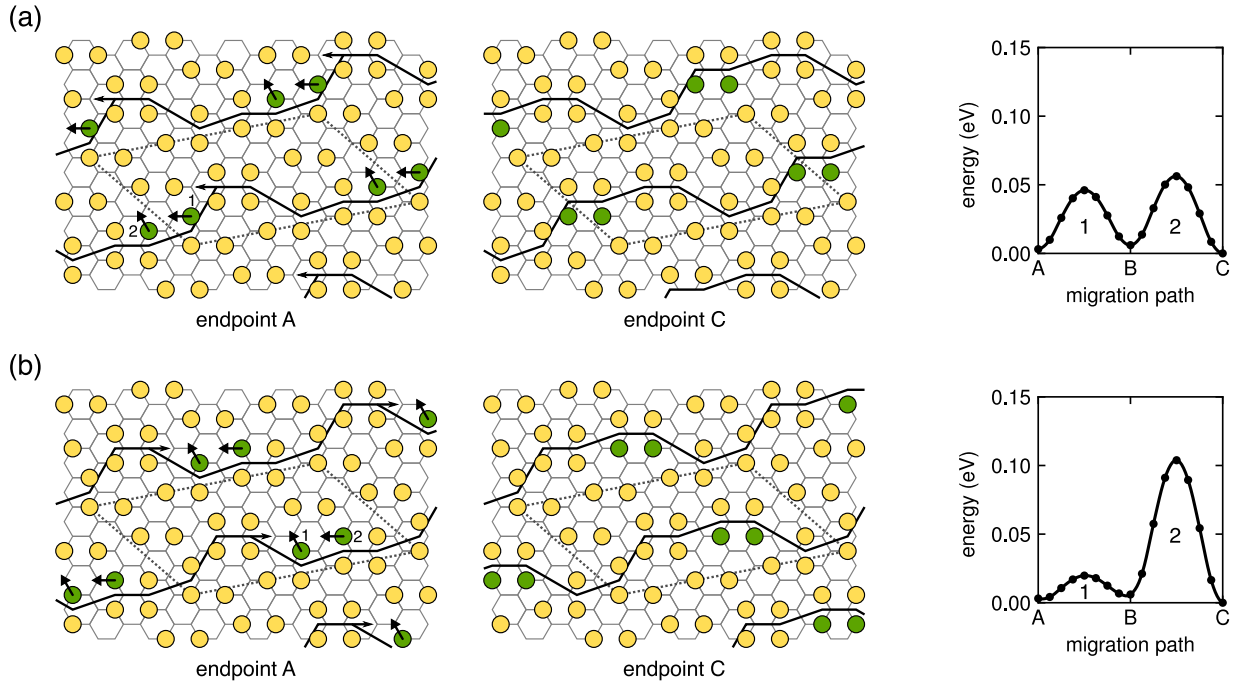 (a)
1
2
endpoint A
endpoint C
energy (eV)
0.15
0.10
0.05
0.00
1
2
A
B
C
migration path
(b)
1
2
endpoint A
endpoint C
energy (eV)
0.15
0.10
0.05
0.00
1
2
A
B
C
migration path